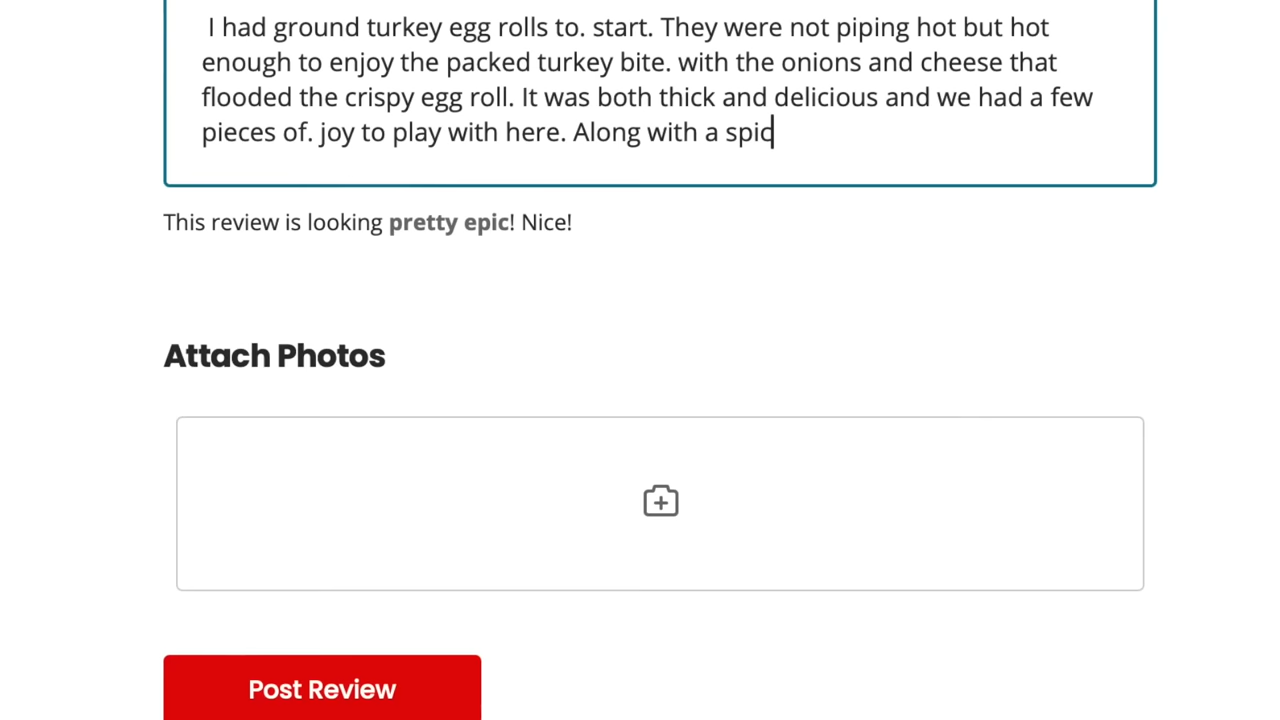 I had ground turkey egg rolls to. start. They were not piping hot but hot
enough to enjoy the packed turkey bite. with the onions and cheese that
flooded the crispy egg roll. It was both thick and delicious and we had a few
pieces of. joy to play with here. Along with a spic
This review is looking pretty epic! Nice!
Attach Photos
Post Review